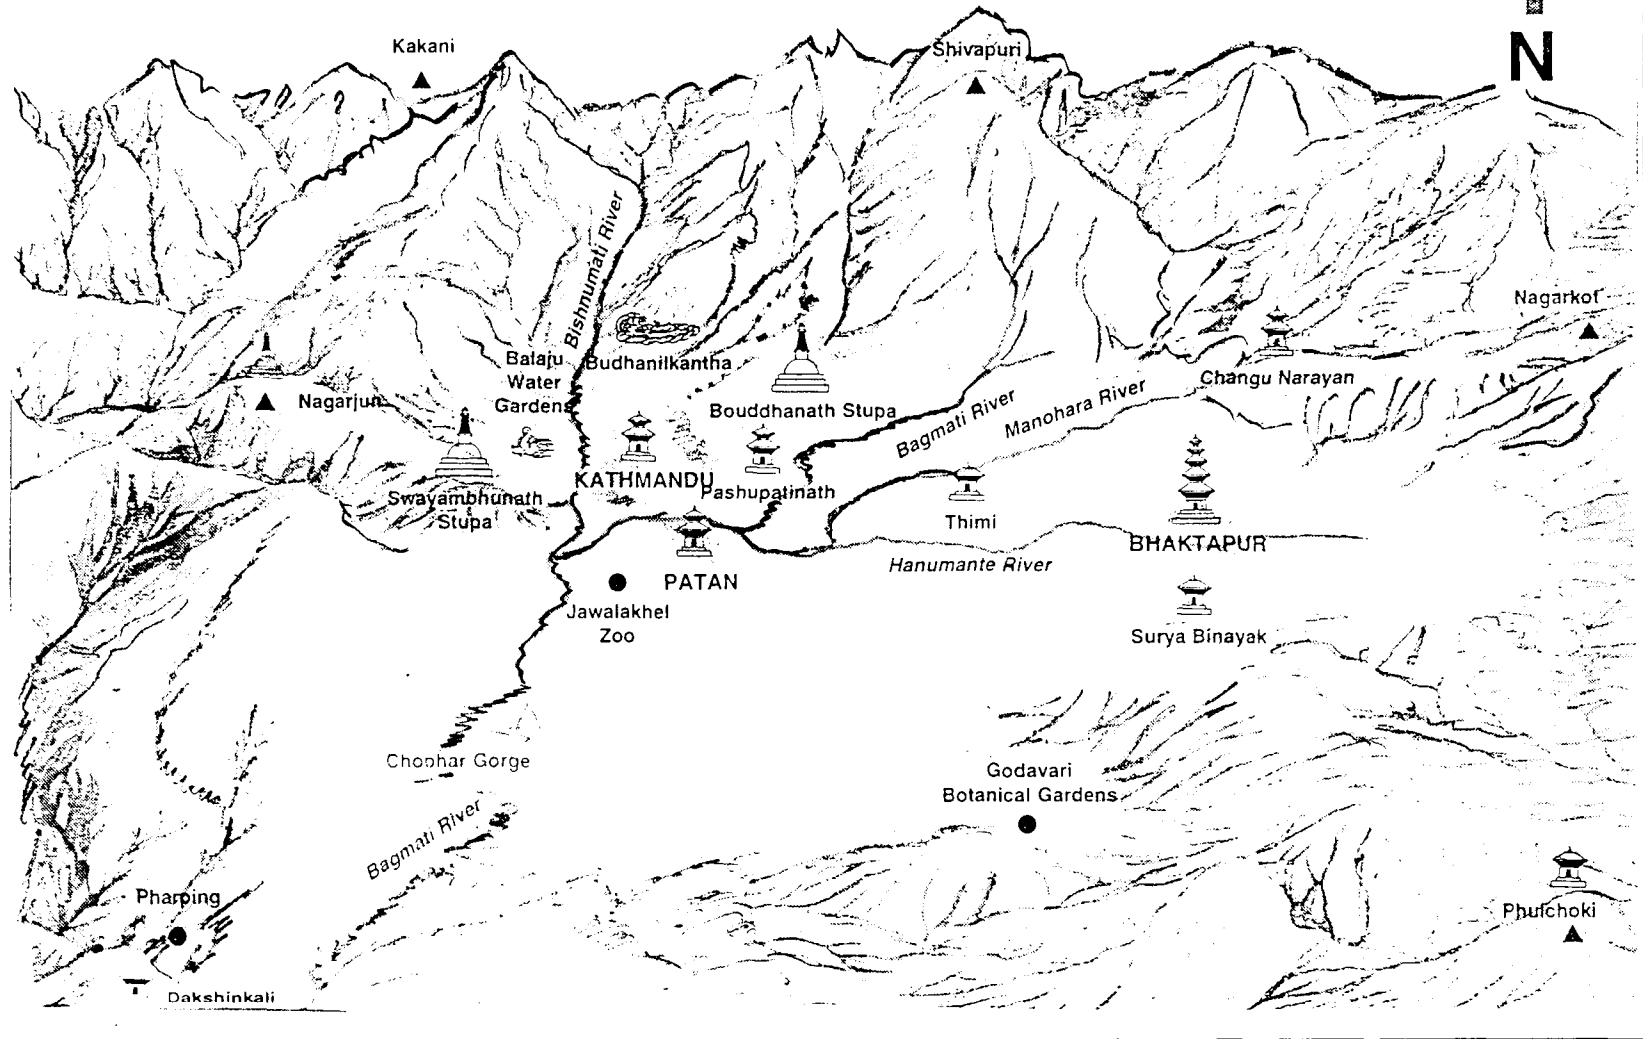 N
Kakani
Shivapuri
Bishnumati River
Nagarkot
Balaju
Water
Gardens
Budhanilkantha
Changu Narayan
Nagarjun
Bouddhanath Stupa
Bagmati River
Manohara River
KATHMANDU
Pashupatinath
Swayambhunath
Stupa
Thimi
BHAKTAPUR
Hanumante River
PATAN
Jawalakhel
Zoo
Surya Binayak
Chobhar Gorge
Godavari
Botanical Gardens
Bagmati River
Pharping
Phulchoki
Dakshinkali